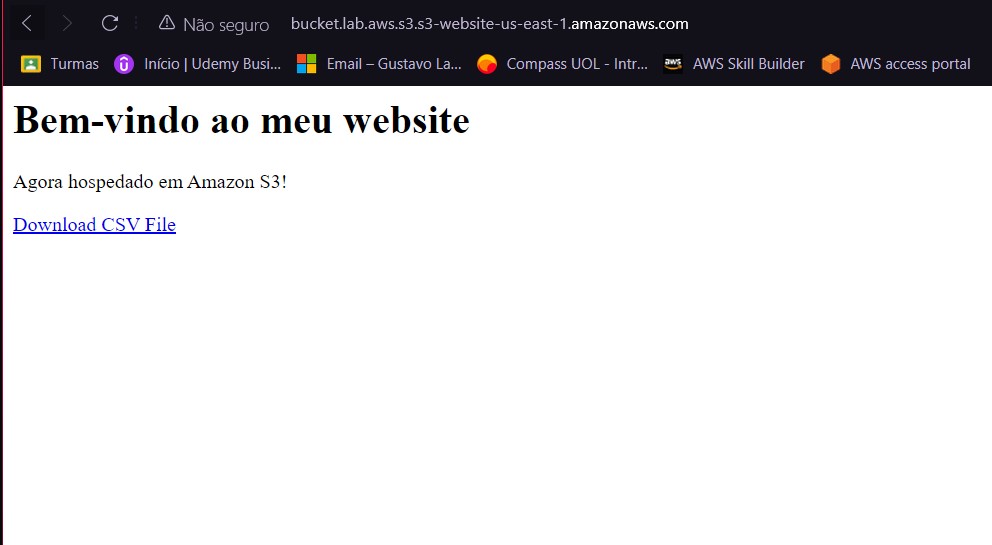 Não seguro bucket.lab.aws.s3.s3-website-us-east-1.amazonaws.com
Turmas Início | Udemy Busi... Email – Gustavo La... Compass UOL - Intr... aws AWS Skill Builder AWS access portal
Bem-vindo ao meu website
Agora hospedado em Amazon S3!
Download CSV File